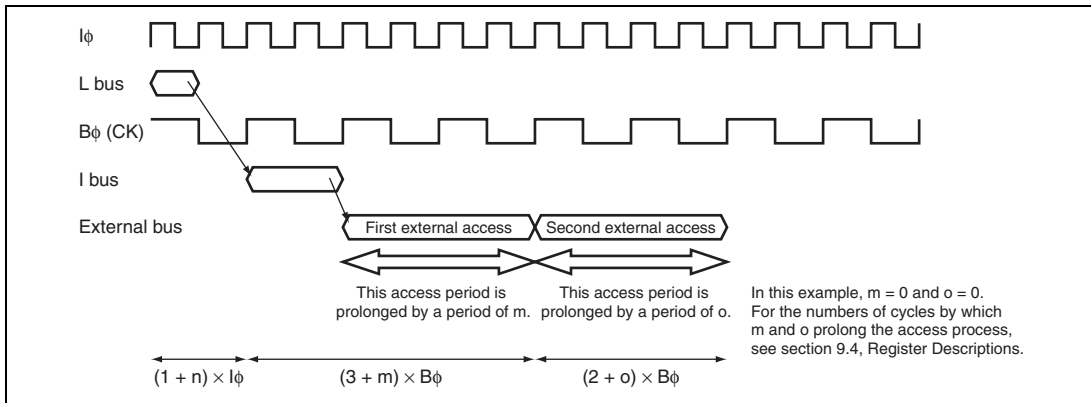 Iϕ
L bus
Bϕ (CK)
I bus
External bus
First external access
Second external access
This access period is
prolonged by a period of m.
This access period is
prolonged by a period of o.
In this example, m = 0 and o = 0.
For the numbers of cycles by which
m and o prolong the access process,
see section 9.4, Register Descriptions.
(1 + n) × Iϕ
(3 + m) × Bϕ
(2 + o) × Bϕ